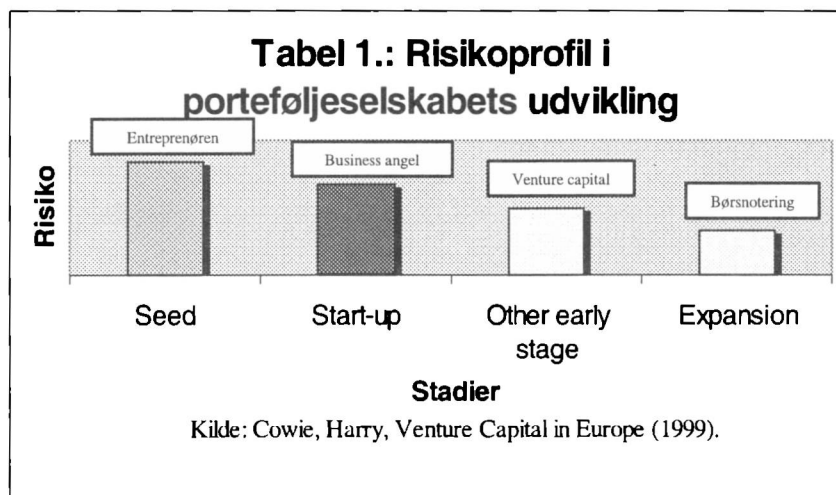 Tabel 1.: Risikoprofil i
porteføljeselskabets udvikling
Entreprenøren
Business angel
Venture capital
Børsnotering
Risiko
Seed
Start-up
Other early
stage
Expansion
Stadier
Kilde: Cowie, Harry, Venture Capital in Europe (1999).